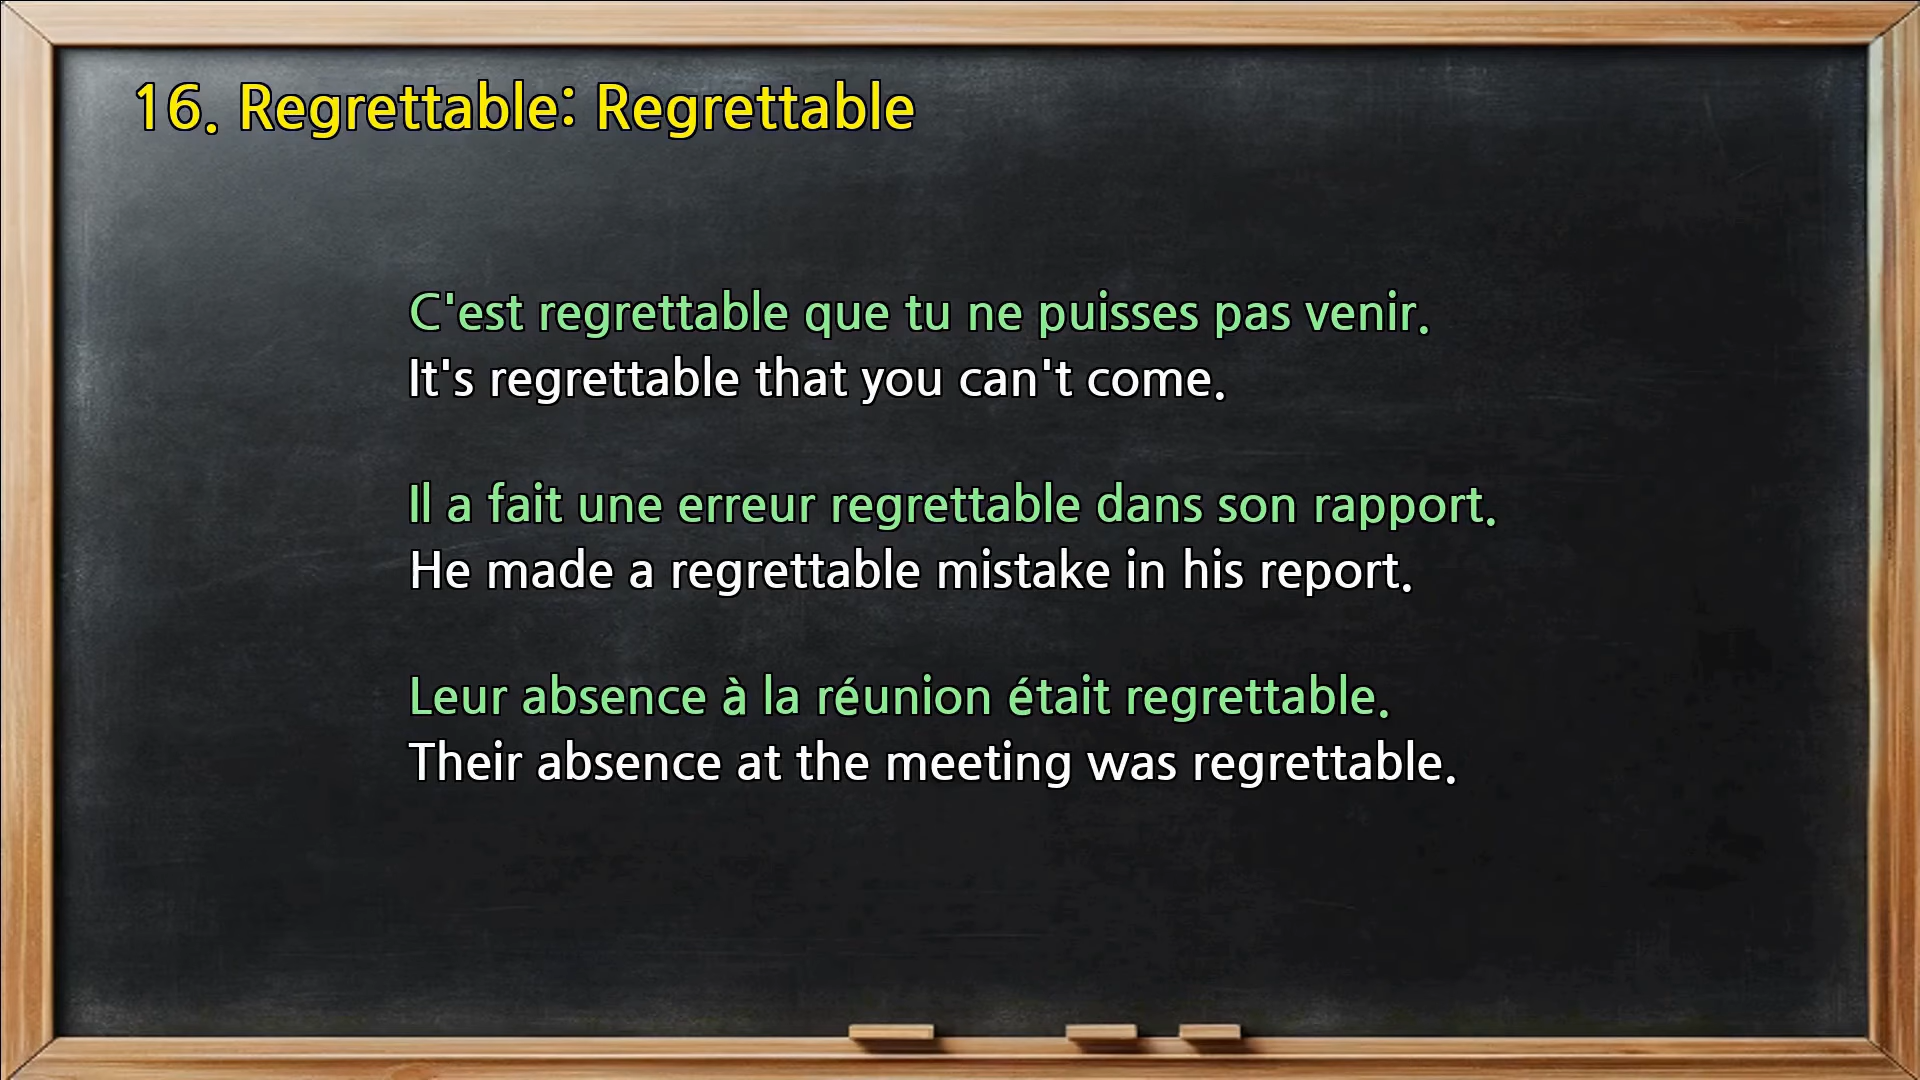 16. Regrettable: Regrettable
C'est regrettable que tu ne puisses pas venir.
It's regrettable that you can't come.
Il a fait une erreur regrettable dans son rapport.
He made a regrettable mistake in his report.
Leur absence à la réunion était regrettable.
Their absence at the meeting was regrettable.